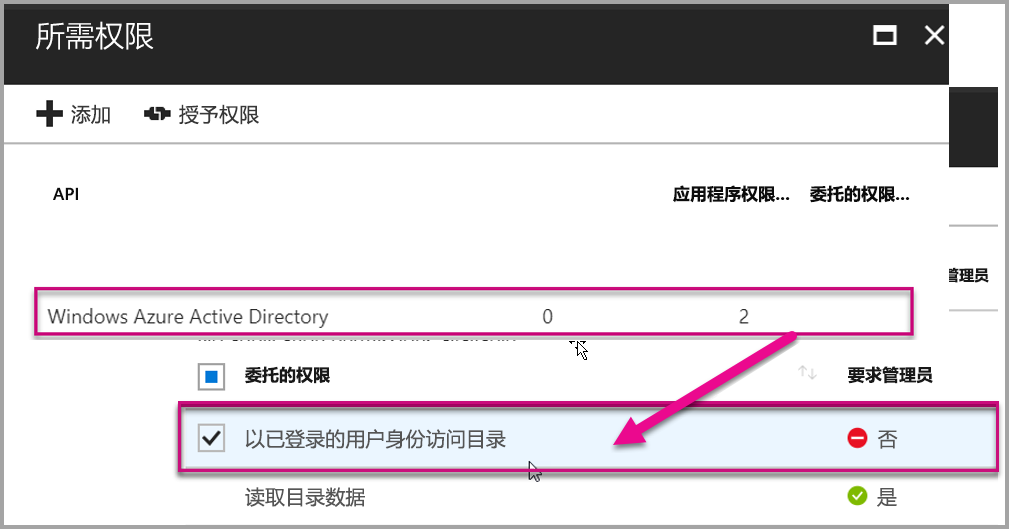 所需权限
添加 授予权限
API 应用程序权限... 委托的权限...
管理员
Windows Azure Active Directory 0 2
委托的权限 要求管理员
以已登录的用户身份访问目录 否
读取目录数据 是